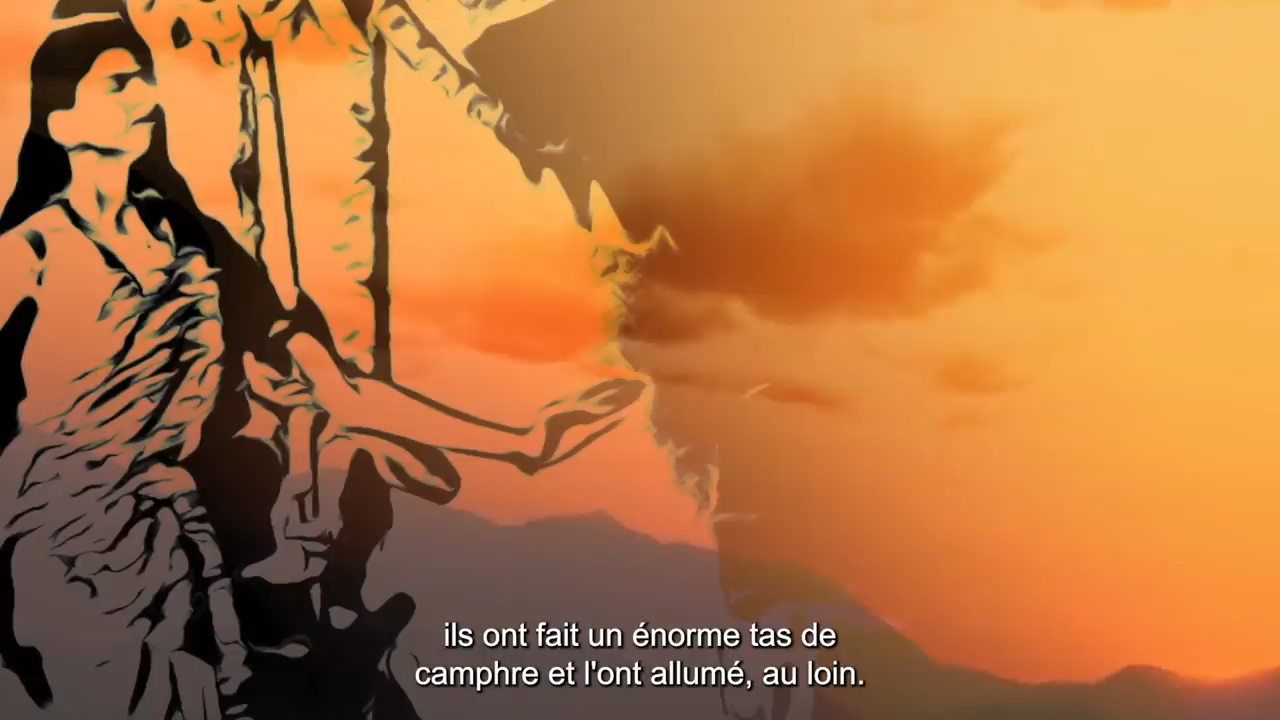 ils ont fait un énorme tas de
camphre et l'ont allumé, au loin.